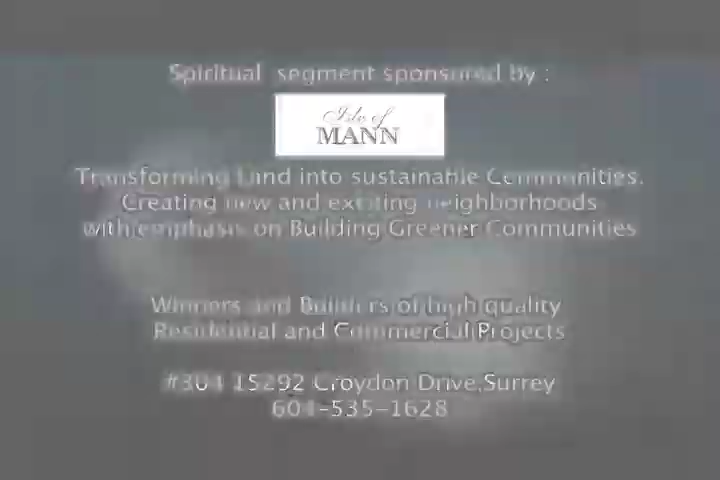 Spiritual segment sponsored by :
Isle of
MANN
Transforming Land into sustainable Communities.
Creating new and exciting neighborhoods
with emphasis on Building Greener Communities
Winners and Builders of high quality
Residential and Commercial Projects
#304 15292 Croydon Drive,Surrey
604-535-1628